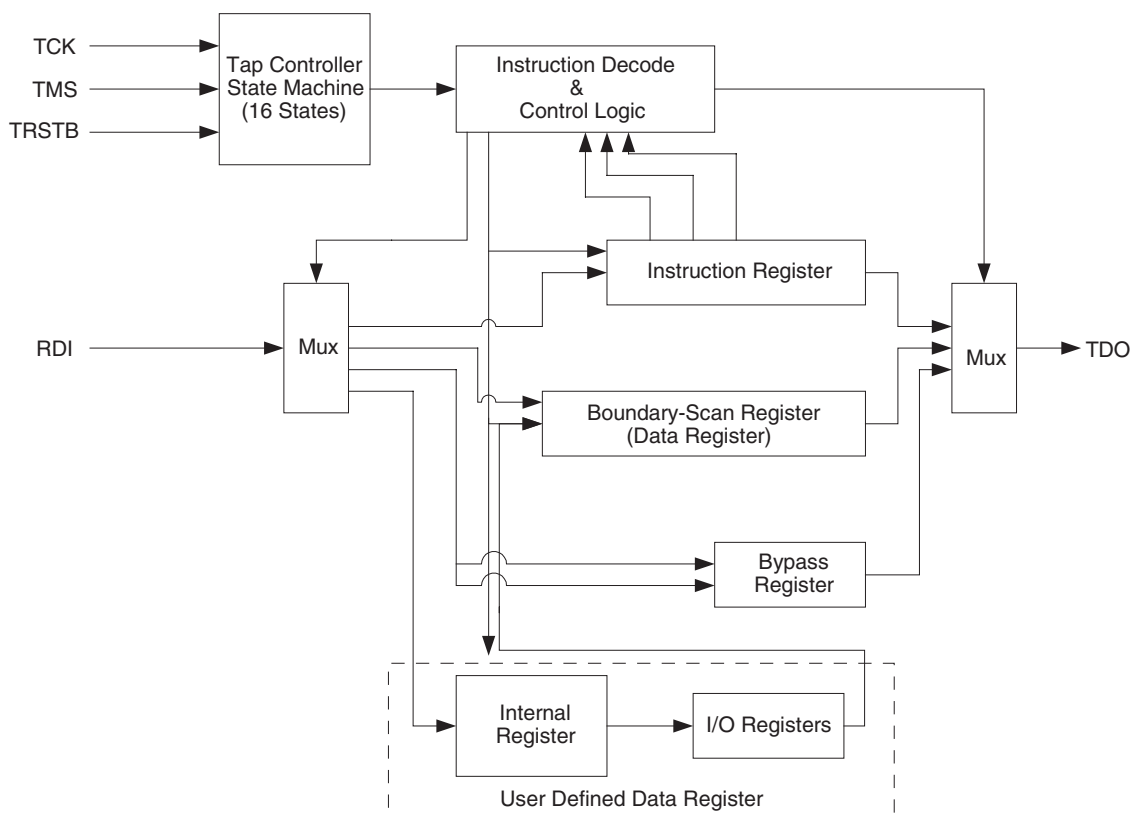 TCK
TMS
TRSTB
Tap Controller
State Machine
(16 States)
Instruction Decode
&
Control Logic
Instruction Register
RDI
Mux
Mux
TDO
Boundary-Scan Register
(Data Register)
Bypass
Register
Internal
Register
I/O Registers
User Defined Data Register